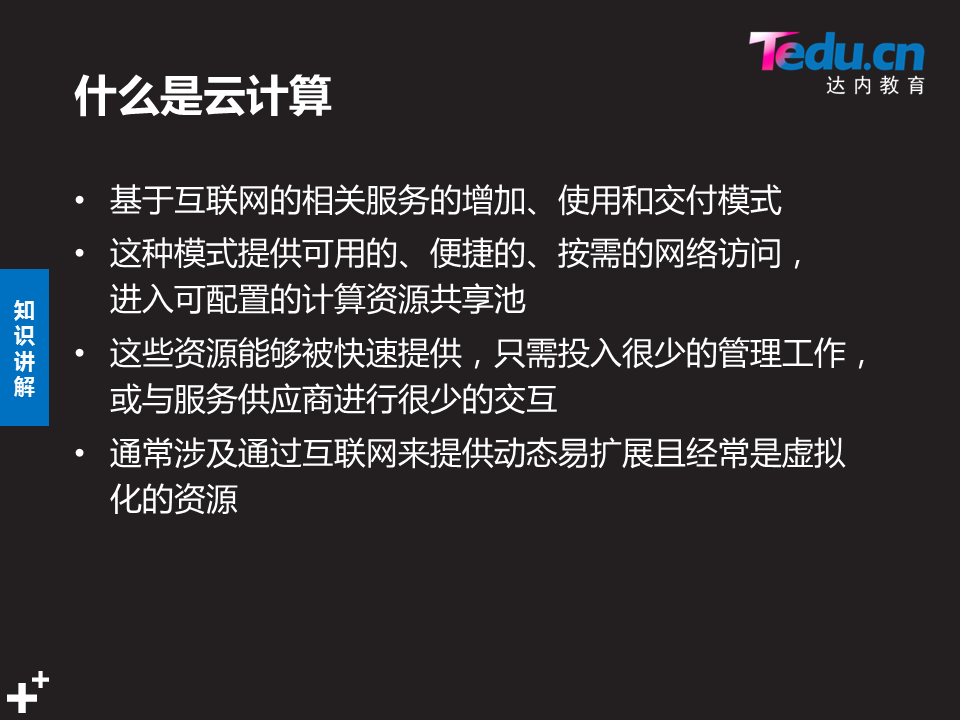 Tedu.cn
达内教育
什么是云计算
• 基于互联网的相关服务的增加、使用和交付模式
• 这种模式提供可用的、便捷的、按需的网络访问，
进入可配置的计算资源共享池
• 这些资源能够被快速提供，只需投入很少的管理工作，
或与服务供应商进行很少的交互
• 通常涉及通过互联网来提供动态易扩展且经常是虚拟
化的资源
知识讲解